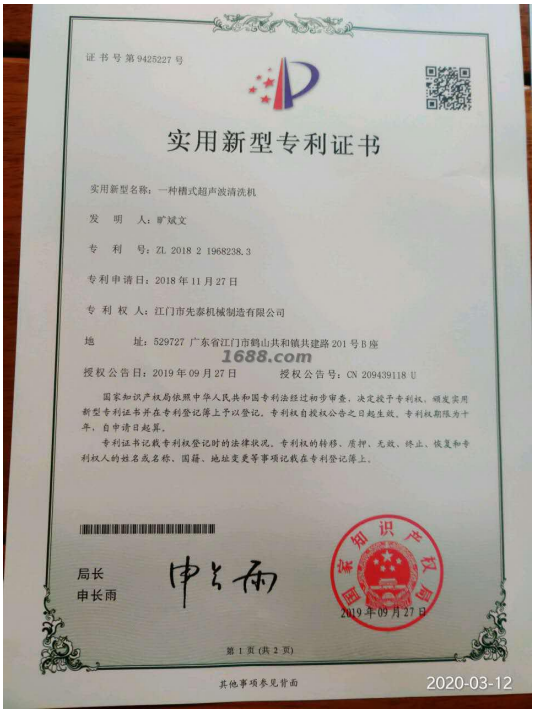 证书号第9425227号
实用新型专利证书
实用新型名称：一种槽式超声波清洗机
发明人：旷斌文
专利号：ZL 2018 2 1968238.3
专利申请日：2018年11月27日
专利权人：江门市先泰机械制造有限公司
地址：529727 广东省江门市鹤山共和镇共建路201号B座
1688.com
授权公告日：2019年09月27日 授权公告号：CN 209439118 U
国家知识产权局依照中华人民共和国专利法经过初步审查，决定授予专利权，颁发实用
新型专利证书并在专利登记簿上予以登记。专利权自授权公告之日起生效。专利权期限为十
年，自申请日起算。
专利证书记载专利权登记时的法律状况。专利权的转移、质押、无效、终止、恢复和专
利权人的姓名或名称、国籍、地址变更等事项记载在专利登记簿上。
局长
申长雨
申长雨
国家知识产权局
2019年09月27日
第1页(共2页)
其他事项参见背面
2020-03-12